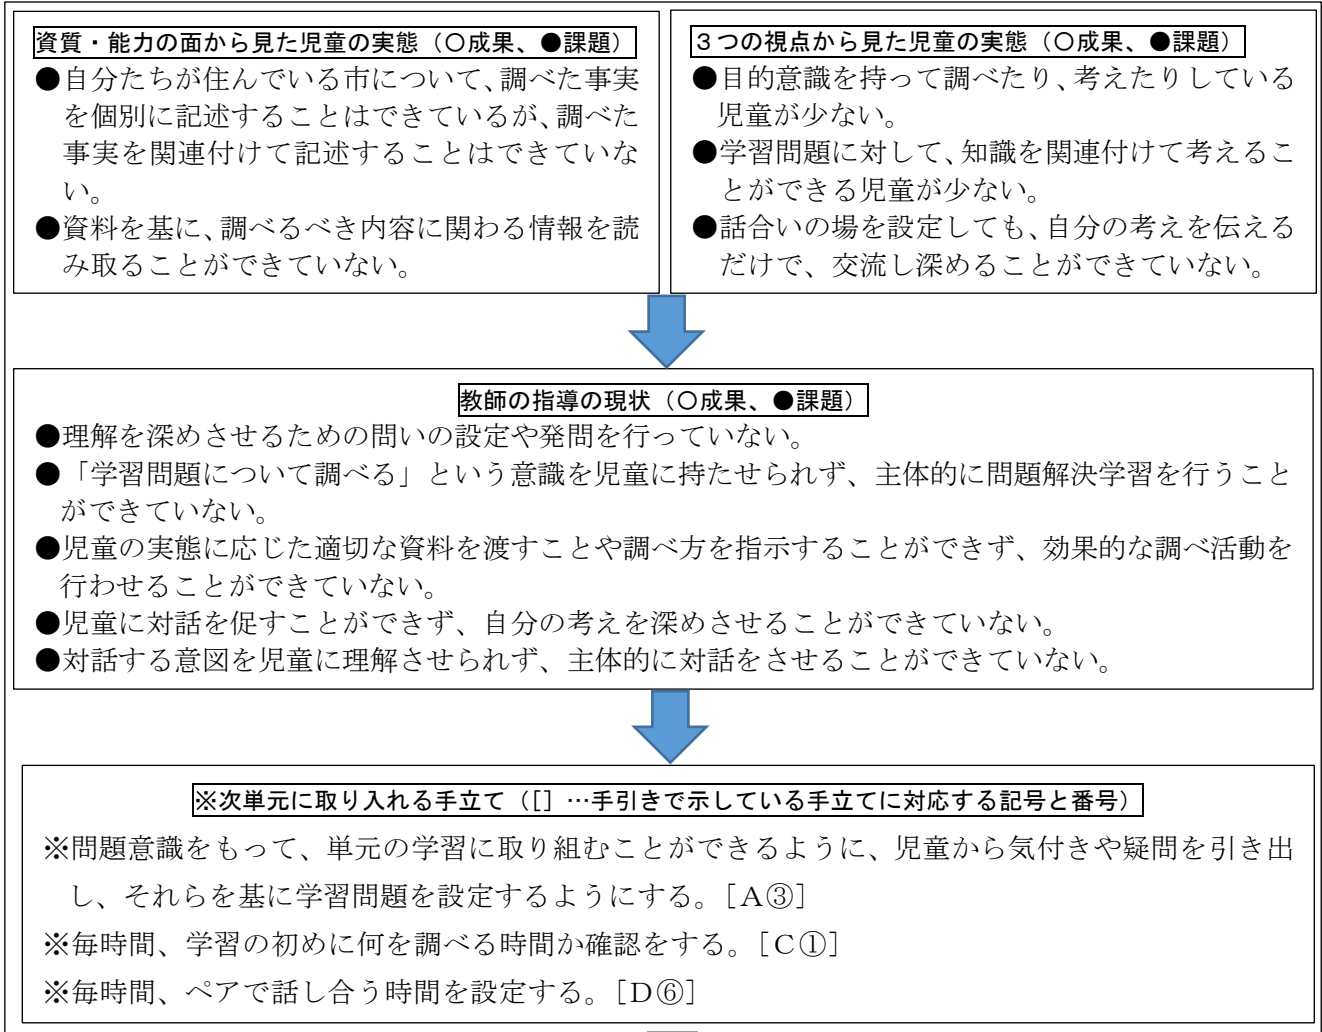 資質・能力の面から見た児童の実態（○成果、●課題）
●自分たちが住んでいる市について、調べた事実
を個別に記述することはできているが、調べた
事実を関連付けて記述することはできていな
い。
●資料を基に、調べるべき内容に関わる情報を読
み取ることができていない。
３つの視点から見た児童の実態（○成果、●課題）
●目的意識を持って調べたり、考えたりしている
児童が少ない。
●学習問題に対して、知識を関連付けて考えるこ
とができる児童が少ない。
●話合いの場を設定しても、自分の考えを伝える
だけで、交流し深めることができていない。
教師の指導の現状（○成果、●課題）
●理解を深めさせるための問いの設定や発問を行っていない。
●「学習問題について調べる」という意識を児童に持たせられず、主体的に問題解決学習を行うこと
ができていない。
●児童の実態に応じた適切な資料を渡すことや調べ方を指示することができず、効果的な調べ活動を
行わせることができていない。
●児童に対話を促すことができず、自分の考えを深めさせることができていない。
●対話する意図を児童に理解させられず、主体的に対話をさせることができていない。
※次単元に取り入れる手立て（[] …手引きで示している手立てに対応する記号と番号）
※問題意識をもって、単元の学習に取り組むことができるように、児童から気付きや疑問を引き出
し、それらを基に学習問題を設定するようにする。［A③］
※毎時間、学習の初めに何を調べる時間か確認をする。［C①］
※毎時間、ペアで話し合う時間を設定する。［D⑥］